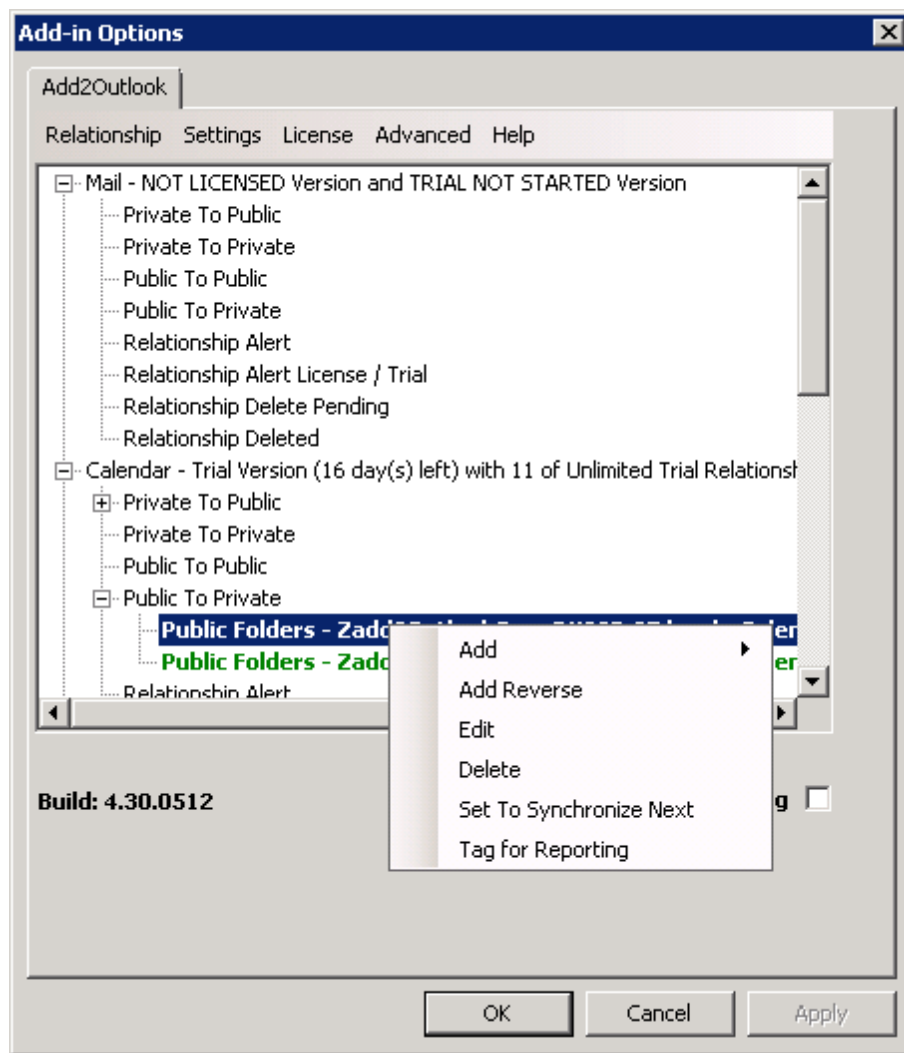 Add-in Options
Add2Outlook
Relationship Settings License Advanced Help
Mail - NOT LICENSED Version and TRIAL NOT STARTED Version
Private To Public
Private To Private
Public To Public
Public To Private
Relationship Alert
Relationship Alert License / Trial
Relationship Delete Pending
Relationship Deleted
Calendar - Trial Version (16 day(s) left) with 11 of Unlimited Trial
Private To Public
Private To Private
Public To Public
Public To Private
Public Folders -
Public Folders -
Relationship Alert
Add
Add Reverse
Edit
Delete
Set To Synchronize Next
Tag for Reporting
Build: 4.30.0512
OK Cancel Apply